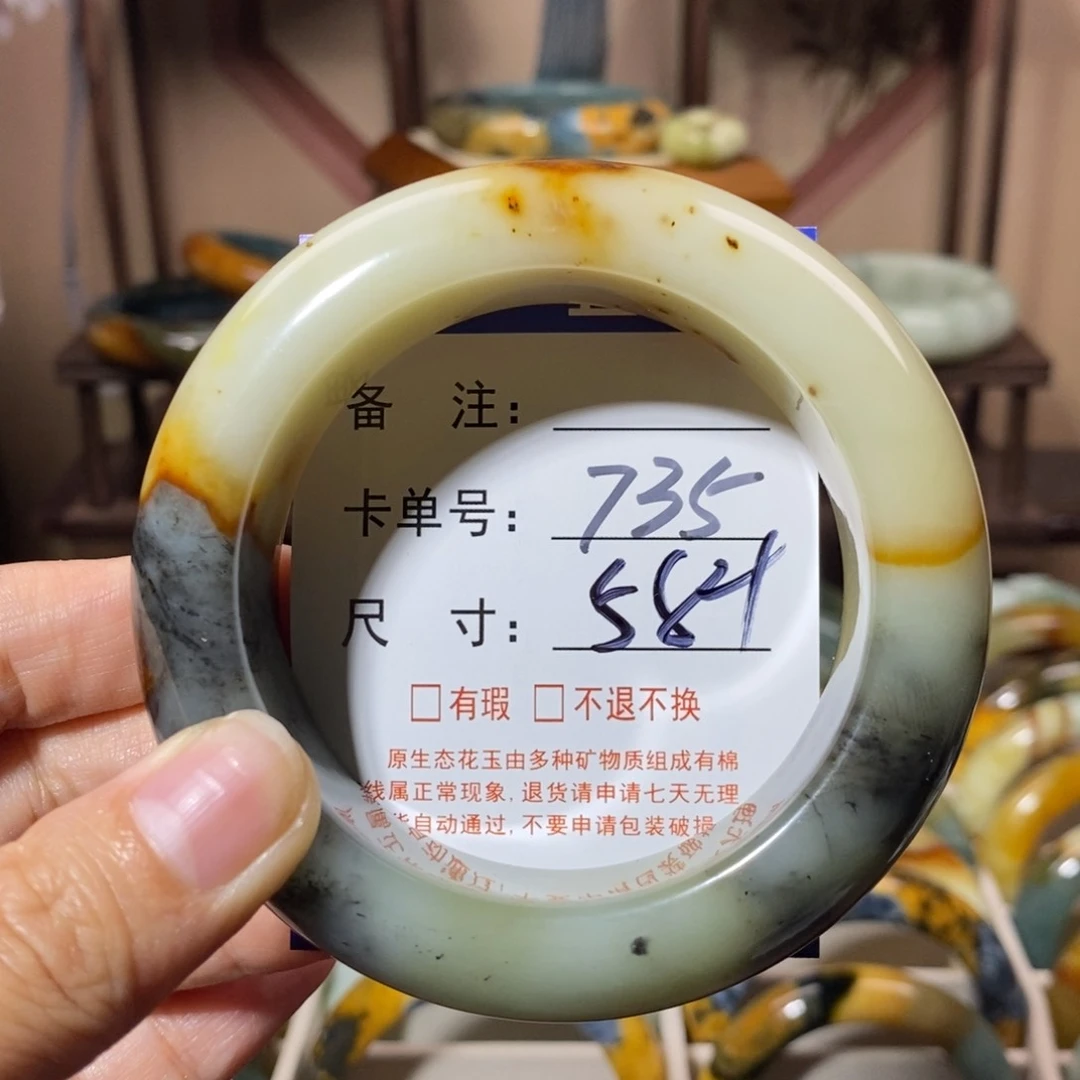 备 注：
卡单号： 735
尺 寸： 584
□有瑕 □不退不换
原生态花玉由多种矿物质组成有棉
线属正常现象,退货请申请七天无理
自动通过,不要申请包装破损